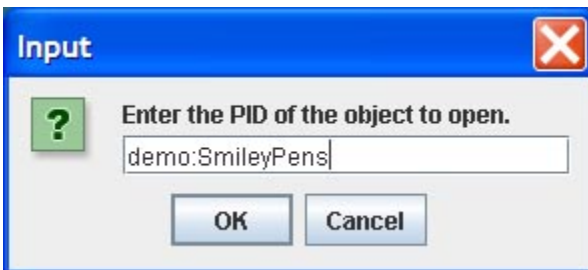 Input
Enter the PID of the object to open.
demo:SmileyPens
OK Cancel